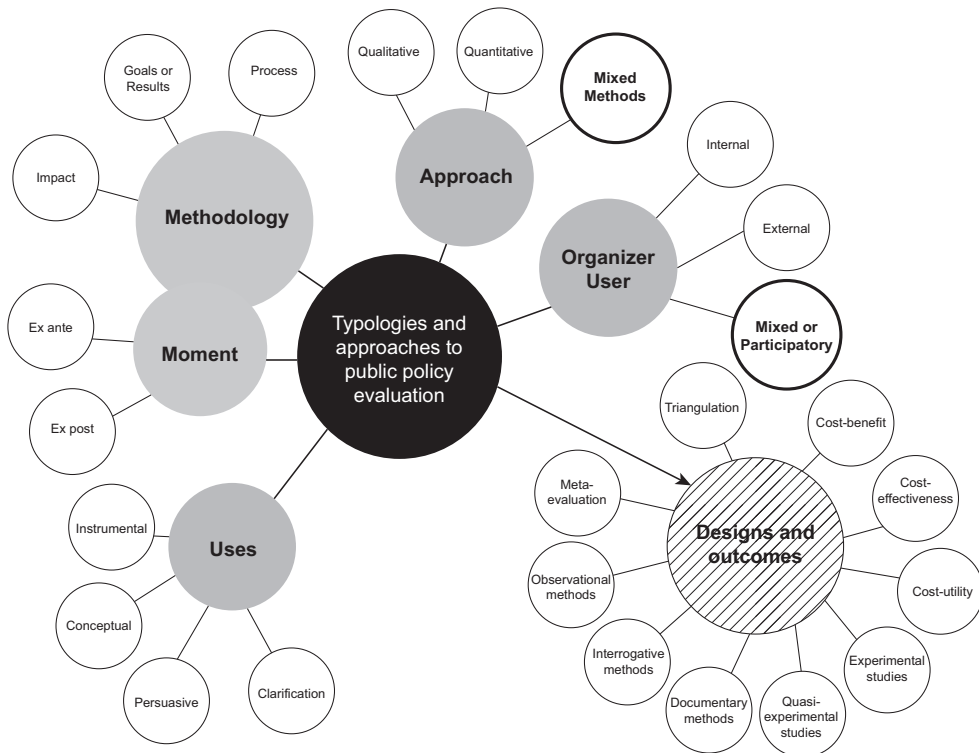 Goals or
Results
Process
Impact
Methodology
Qualitative
Quantitative
Mixed
Methods
Approach
Internal
External
Organizer
User
Mixed or
Participatory
Typologies and
approaches to
public policy
evaluation
Ex ante
Moment
Ex post
Instrumental
Uses
Conceptual
Persuasive
Clarification
Triangulation
Cost-benefit
Meta-
evaluation
Cost-
effectiveness
Designs and
outcomes
Observational
methods
Cost-utility
Interrogative
methods
Experimental
studies
Documentary
methods
Quasi-
experimental
studies